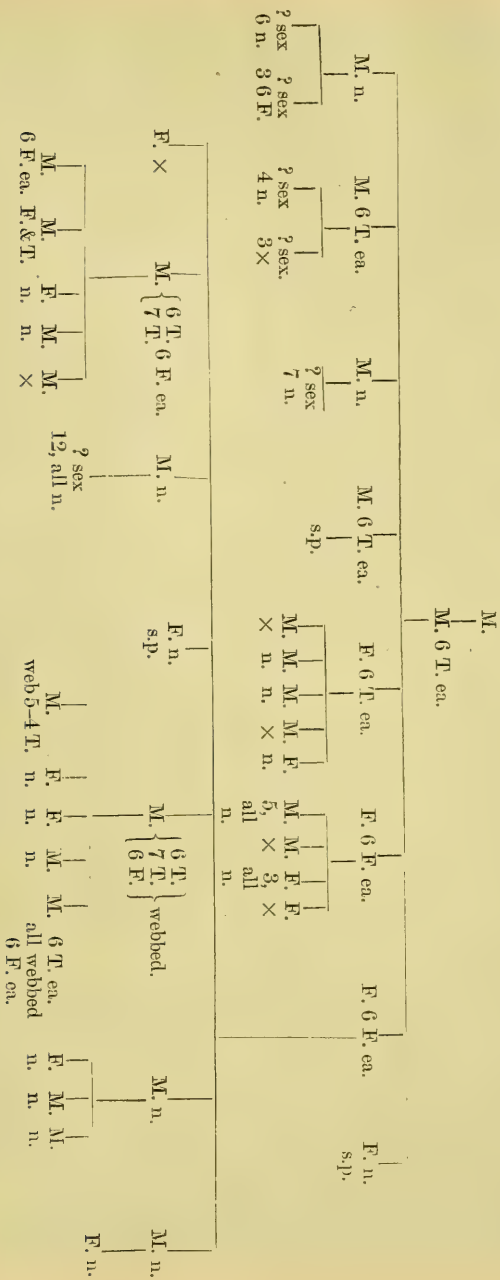 M.
M. 6 T. ea.
M. n. M. 6 T. ea. M. n. M. 6 T. ea. F. 6 T. ea. F. 6 F. ea. F. 6 F. ea. F. n.
s.p.
? sex ? sex ? sex ? sex. ? sex s.p. M. M. M. M. F. M. M. F. F.
6 n. 3 6 F. 4 n. 3 × 7 n. × n. n. × n. 5, × 3, ×
all all
n. n.
6 T.
F. M. 6 T. 6 F. ea. M. n. F. n. M. 7 T. webbed. M. n. M. n.
× 7 T. s.p. 6 F.
M. M. F. M. M. ? sex M. F. F. M. M. 6 T. ea. F. M. M. F. n.
6 F. ea. F. & T. n. n. × 12, all n. web 5–4 T. n. n. n. all webbed n. n. n.
6 F. ea.